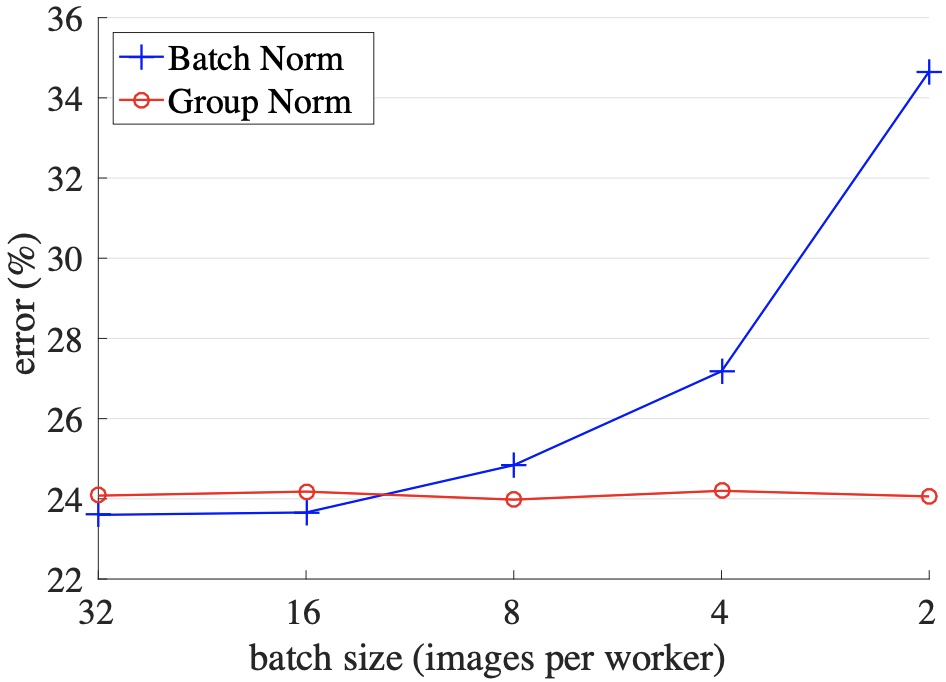 36
34
32
30
28
26
24
22
error (%)
Batch Norm
Group Norm
32 16 8 4 2
batch size (images per worker)